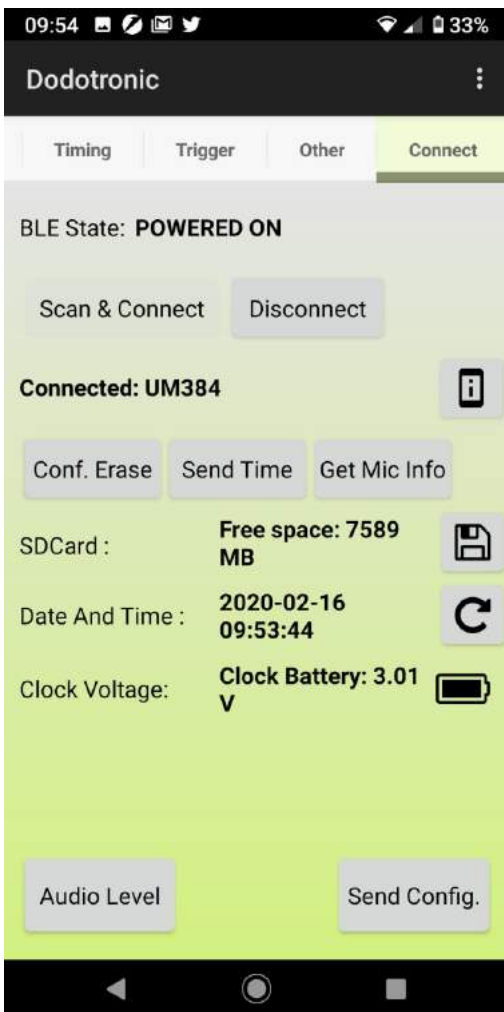 09:54 33%
Dodotronic
Timing Trigger Other Connect
BLE State: POWERED ON
Scan & Connect Disconnect
Connected: UM384
Conf. Erase Send Time Get Mic Info
SDCard : Free space: 7589
MB
Date And Time : 2020-02-16
09:53:44
Clock Voltage: Clock Battery: 3.01
V
Audio Level Send Config.